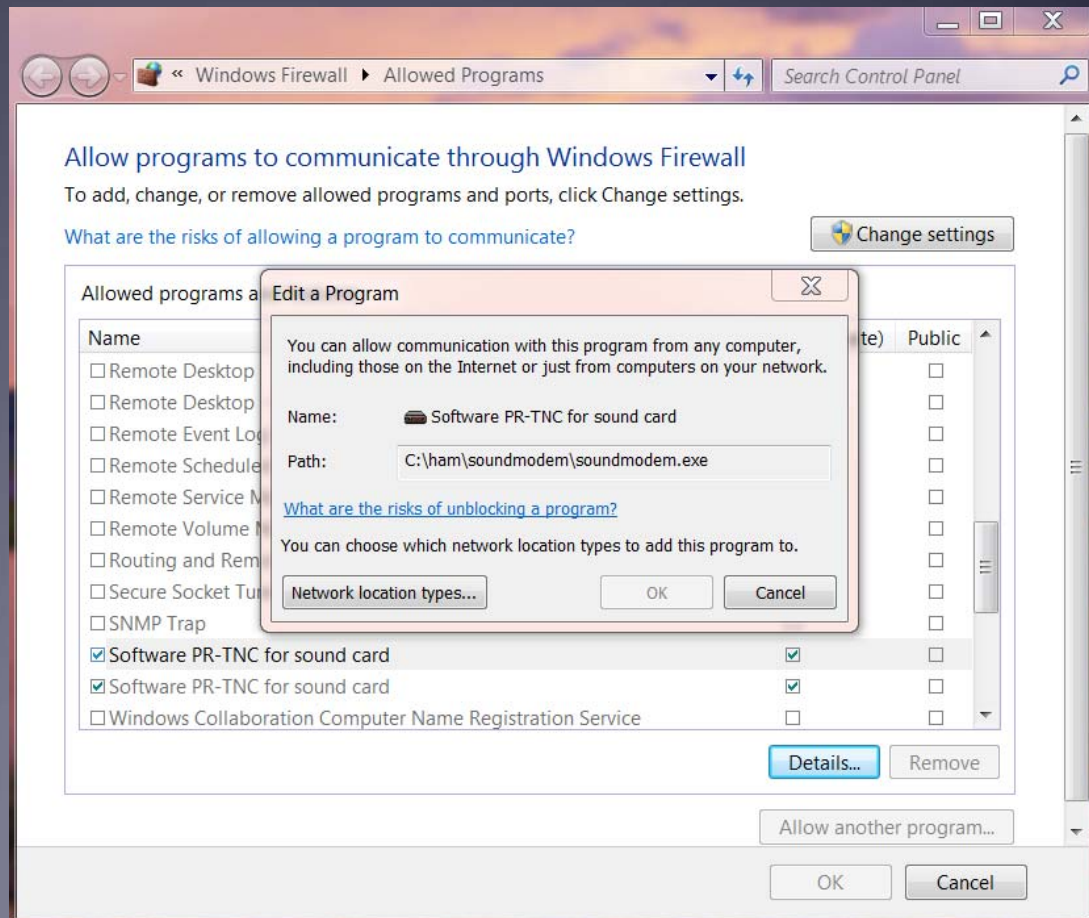 « Windows Firewall ▸ Allowed Programs
Search Control Panel
Allow programs to communicate through Windows Firewall
To add, change, or remove allowed programs and ports, click Change settings.
What are the risks of allowing a program to communicate?
Change settings
Allowed programs a
Name te) Public
Remote Desktop
Remote Desktop
Remote Event Log
Remote Schedule
Remote Service M
Remote Volume M
Routing and Rem
Secure Socket Tun
SNMP Trap
Software PR-TNC for sound card
Software PR-TNC for sound card
Windows Collaboration Computer Name Registration Service
Edit a Program
You can allow communication with this program from any computer,
including those on the Internet or just from computers on your network.
Name: Software PR-TNC for sound card
Path: C:\ham\soundmodem\soundmodem.exe
What are the risks of unblocking a program?
You can choose which network location types to add this program to.
Network location types... OK Cancel
Details... Remove
Allow another program...
OK Cancel